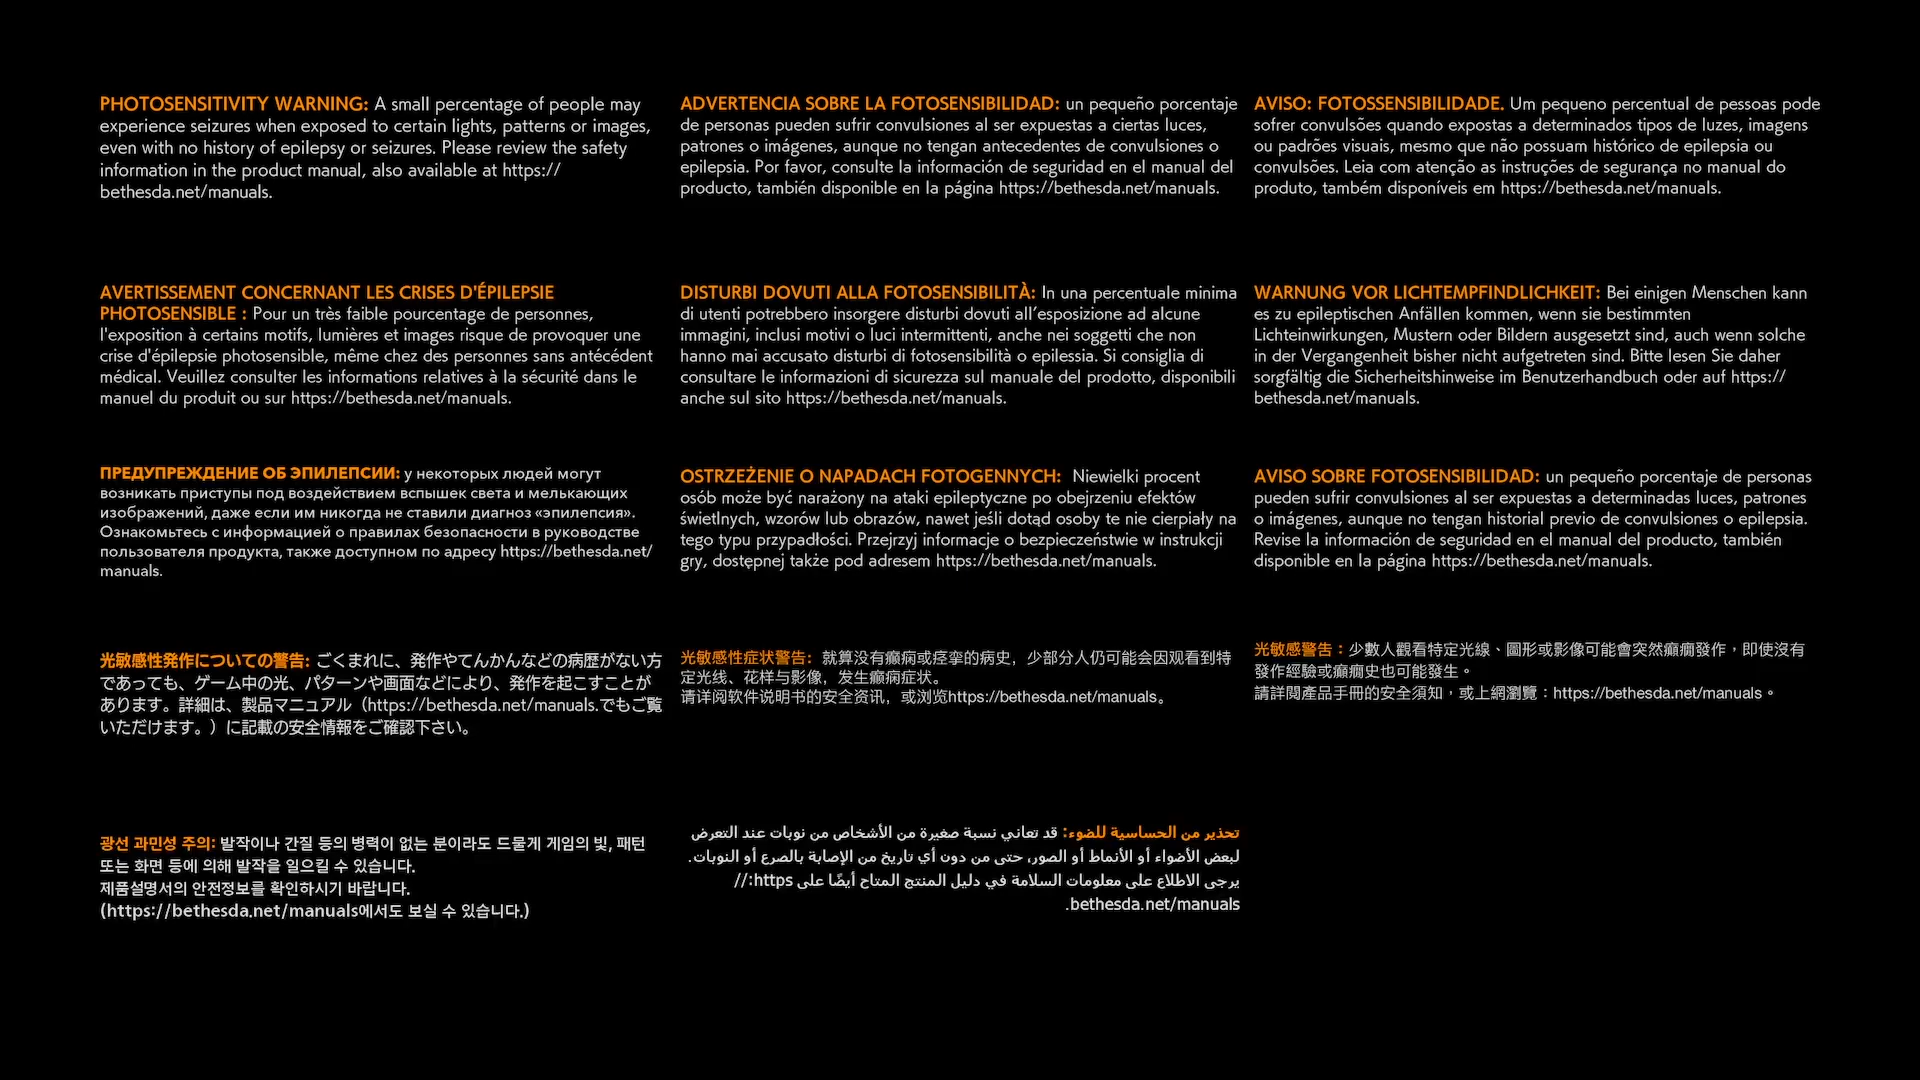 PHOTOSENSITIVITY WARNING: A small percentage of people may
experience seizures when exposed to certain lights, patterns or images,
even with no history of epilepsy or seizures. Please review the safety
information in the product manual, also available at https://
bethesda.net/manuals.
ADVERTENCIA SOBRE LA FOTOSENSIBILIDAD: un pequeño porcentaje
de personas pueden sufrir convulsiones al ser expuestas a ciertas luces,
patrones o imágenes, aunque no tengan antecedentes de convulsiones o
epilepsia. Por favor, consulte la información de seguridad en el manual del
producto, también disponible en la página https://bethesda.net/manuals.
AVISO: FOTOSSENSIBILIDADE. Um pequeno percentual de pessoas pode
sofrer convulsões quando expostas a determinados tipos de luzes, imagens
ou padrões visuais, mesmo que não possuam histórico de epilepsia ou
convulsões. Leia com atenção as instruções de segurança no manual do
produto, também disponíveis em https://bethesda.net/manuals.
AVERTISSEMENT CONCERNANT LES CRISES D'ÉPILEPSIE
PHOTOSENSIBLE : Pour un très faible pourcentage de personnes,
l'exposition à certains motifs, lumières et images risque de provoquer une
crise d'épilepsie photosensible, même chez des personnes sans antécédent
médical. Veuillez consulter les informations relatives à la sécurité dans le
manuel du produit ou sur https://bethesda.net/manuals.
DISTURBI DOVUTI ALLA FOTOSENSIBILITÀ: In una percentuale minima
di utenti potrebbero insorgere disturbi dovuti all’esposizione ad alcune
immagini, inclusi motivi o luci intermittenti, anche nei soggetti che non
hanno mai accusato disturbi di fotosensibilità o epilessia. Si consiglia di
consultare le informazioni di sicurezza sul manuale del prodotto, disponibili
anche sul sito https://bethesda.net/manuals.
WARNUNG VOR LICHTEMPFINDLICHKEIT: Bei einigen Menschen kann
es zu epileptischen Anfällen kommen, wenn sie bestimmten
Lichteinwirkungen, Mustern oder Bildern ausgesetzt sind, auch wenn solche
in der Vergangenheit bisher nicht aufgetreten sind. Bitte lesen Sie daher
sorgfältig die Sicherheitshinweise im Benutzerhandbuch oder auf https://
bethesda.net/manuals.
ПРЕДУПРЕЖДЕНИЕ ОБ ЭПИЛЕПСИИ: у некоторых людей могут
возникать приступы под воздействием вспышек света и мелькающих
изображений, даже если им никогда не ставили диагноз «эпилепсия».
Ознакомьтесь с информацией о правилах безопасности в руководстве
пользователя продукта, также доступном по адресу https://bethesda.net/
manuals.
OSTRZEŻENIE O NAPADACH FOTOGENNYCH: Niewielki procent
osób może być narażony na ataki epileptyczne po obejrzeniu efektów
świetlnych, wzorów lub obrazów, nawet jeśli dotąd osoby te nie cierpiały na
tego typu przypadłości. Przejrzyj informacje o bezpieczeństwie w instrukcji
gry, dostępnej także pod adresem https://bethesda.net/manuals.
AVISO SOBRE FOTOSENSIBILIDAD: un pequeño porcentaje de personas
pueden sufrir convulsiones al ser expuestas a determinadas luces, patrones
o imágenes, aunque no tengan historial previo de convulsiones o epilepsia.
Revise la información de seguridad en el manual del producto, también
disponible en la página https://bethesda.net/manuals.
光敏感性発作についての警告: ごくまれに、発作やてんかんなどの病歴がない方
であっても、ゲーム中の光、パターンや画面などにより、発作を起こすことが
あります。詳細は、製品マニュアル（https://bethesda.net/manuals.でもご覧
いただけます。）に記載の安全情報をご確認下さい。
光敏感性症状警告：就算没有癫痫或痉挛的病史，少部分人仍可能会因观看到特
定光线、花样与影像，发生癫痫症状。
请详阅软件说明书的安全资讯，或浏览https://bethesda.net/manuals。
光敏感警告：少數人觀看特定光線、圖形或影像可能會突然癲癇發作，即使沒有
發作經驗或癲癇史也可能發生。
請詳閱產品手冊的安全須知，或上網瀏覽：https://bethesda.net/manuals。
광선 과민성 주의: 발작이나 간질 등의 병력이 없는 분이라도 드물게 게임의 빛, 패턴
또는 화면 등에 의해 발작을 일으킬 수 있습니다.
제품설명서의 안전정보를 확인하시기 바랍니다.
(https://bethesda.net/manuals에서도 보실 수 있습니다.)
تحذير من الحساسية للضوء: قد تعاني نسبة صغيرة من الأشخاص من نوبات عند التعرض
لبعض الأضواء أو الأنماط أو الصور، حتى من دون أي تاريخ من الإصابة بالصرع أو النوبات.
يرجى الاطلاع على معلومات السلامة في دليل المنتج المتاح أيضًا على https://
bethesda.net/manuals.